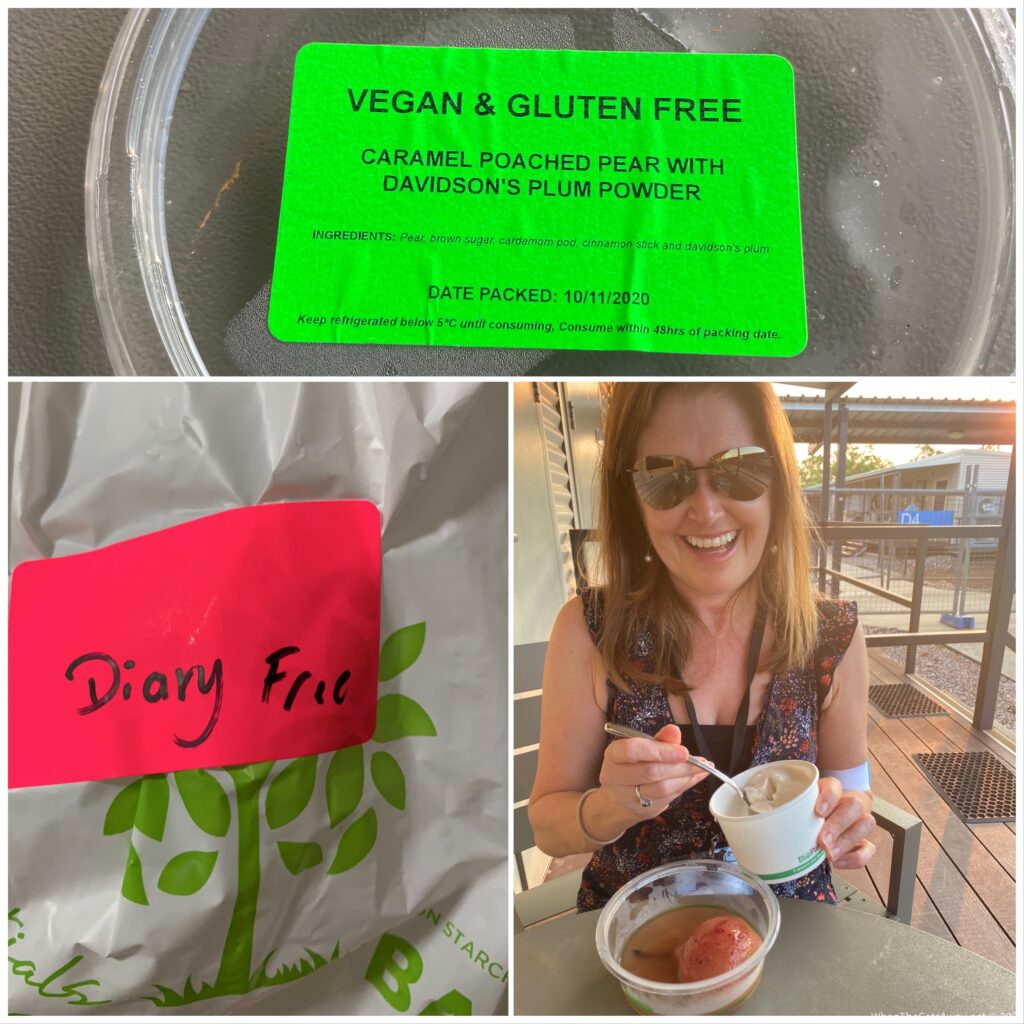 VEGAN & GLUTEN FREE
CARAMEL POACHED PEAR WITH
DAVIDSON'S PLUM POWDER
INGREDIENTS: Pear, brown sugar, cardamom pod, cinnamon stick and davidson's plum
DATE PACKED: 10/11/2020
Keep refrigerated below 5°C until consuming, Consume within 48hrs of packing date.
Diary Free
STARCH
BA
D4